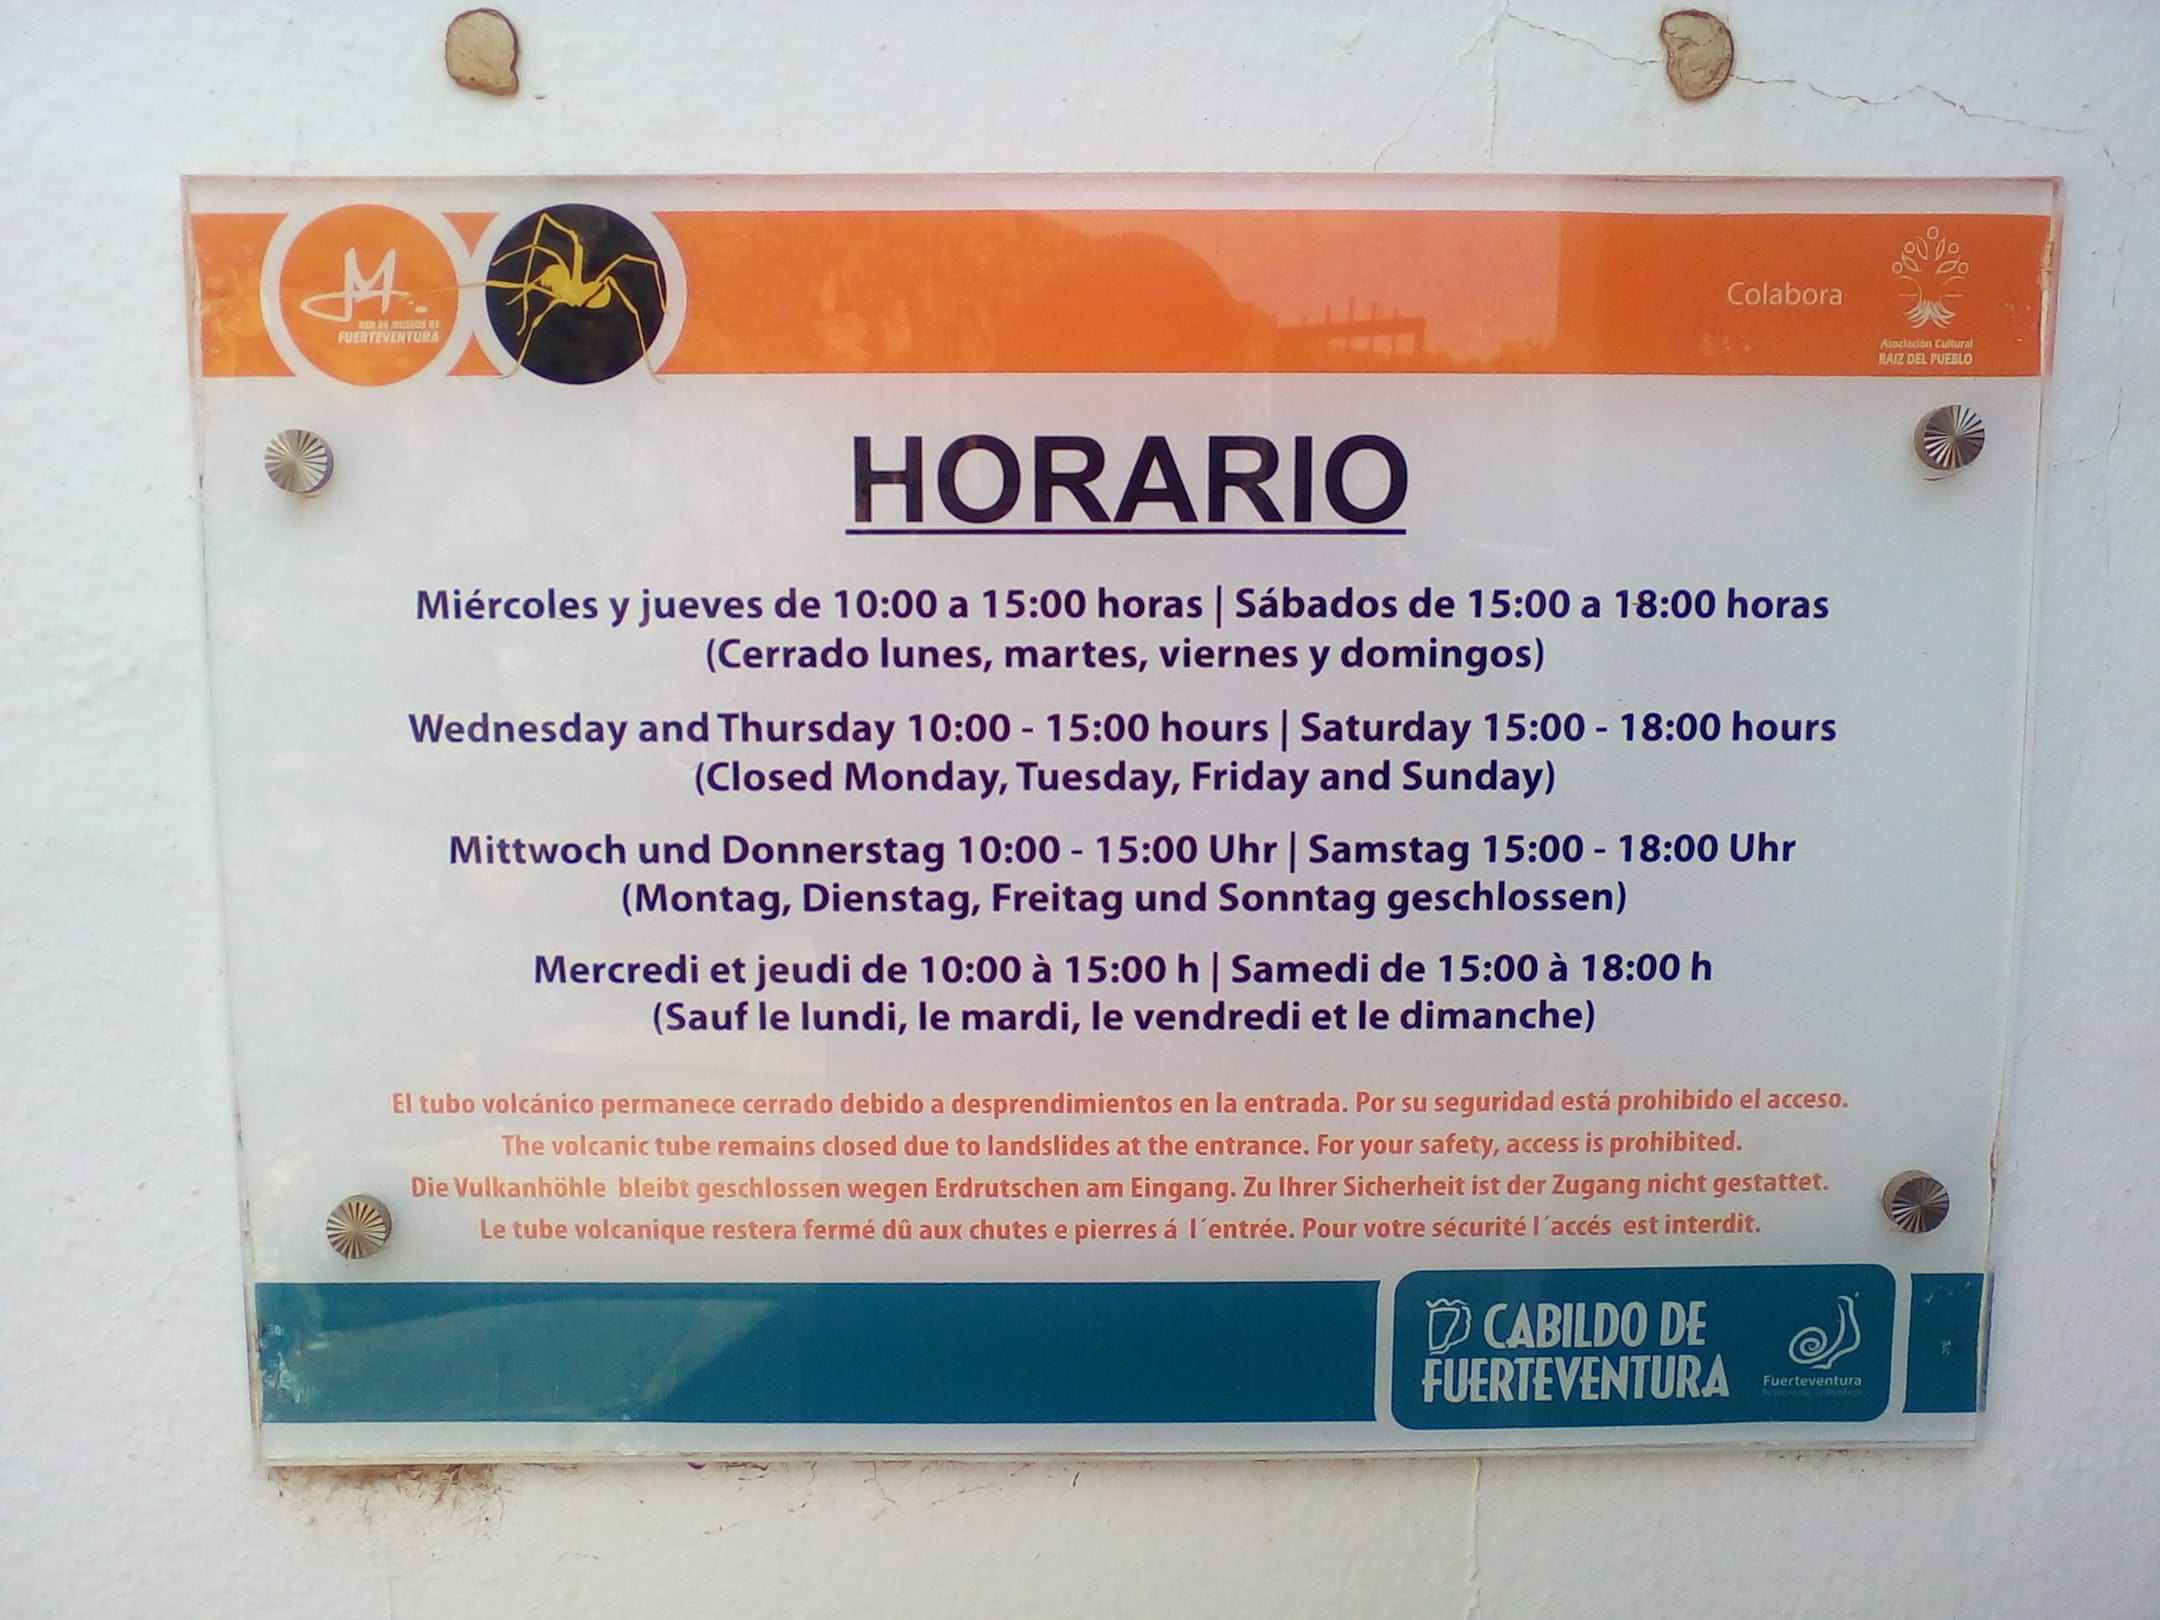 RED DE MUSEOS DE
FUERTEVENTURA
Colabora
Asociación Cultural
RAIZ DEL PUEBLO
HORARIO
Miércoles y jueves de 10:00 a 15:00 horas | Sábados de 15:00 a 18:00 horas
(Cerrado lunes, martes, viernes y domingos)
Wednesday and Thursday 10:00 - 15:00 hours | Saturday 15:00 - 18:00 hours
(Closed Monday, Tuesday, Friday and Sunday)
Mittwoch und Donnerstag 10:00 - 15:00 Uhr | Samstag 15:00 - 18:00 Uhr
(Montag, Dienstag, Freitag und Sonntag geschlossen)
Mercredi et jeudi de 10:00 à 15:00 h | Samedi de 15:00 à 18:00 h
(Sauf le lundi, le mardi, le vendredi et le dimanche)
El tubo volcánico permanece cerrado debido a desprendimientos en la entrada. Por su seguridad está prohibido el acceso.
The volcanic tube remains closed due to landslides at the entrance. For your safety, access is prohibited.
Die Vulkanhöhle bleibt geschlossen wegen Erdrutschen am Eingang. Zu Ihrer Sicherheit ist der Zugang nicht gestattet.
Le tube volcanique restera fermé dû aux chutes e pierres á l´entrée. Pour votre sécurité l´accés est interdit.
CABILDO DE
FUERTEVENTURA
Fuerteventura